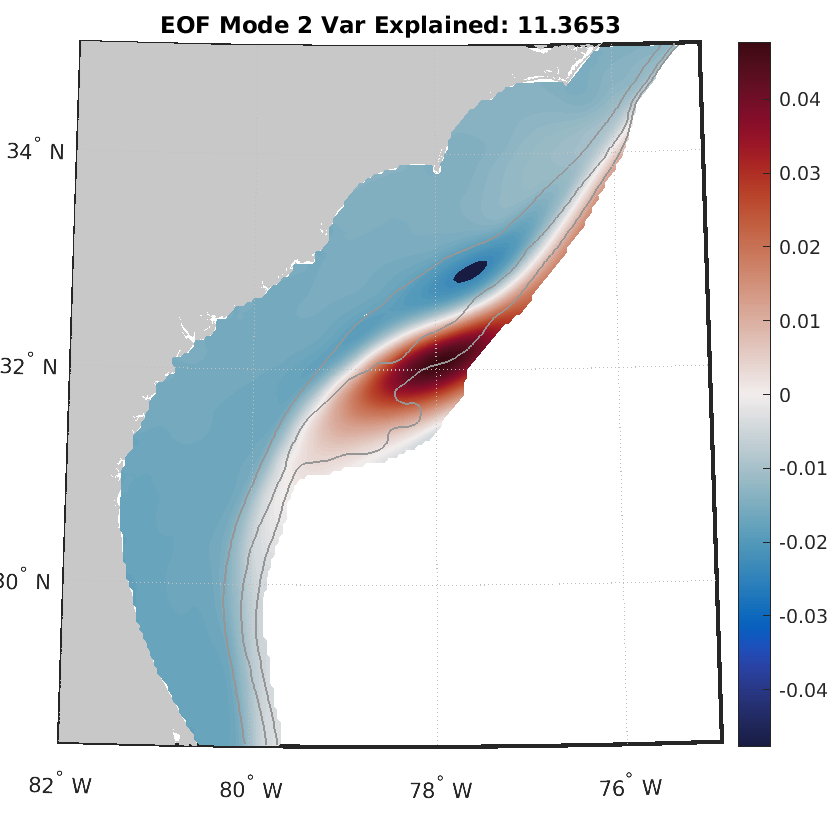 EOF Mode 2 Var Explained: 11.3653
34° N
32° N
30° N
82° W
80° W
78° W
76° W
0.04
0.03
0.02
0.01
0
-0.01
-0.02
-0.03
-0.04